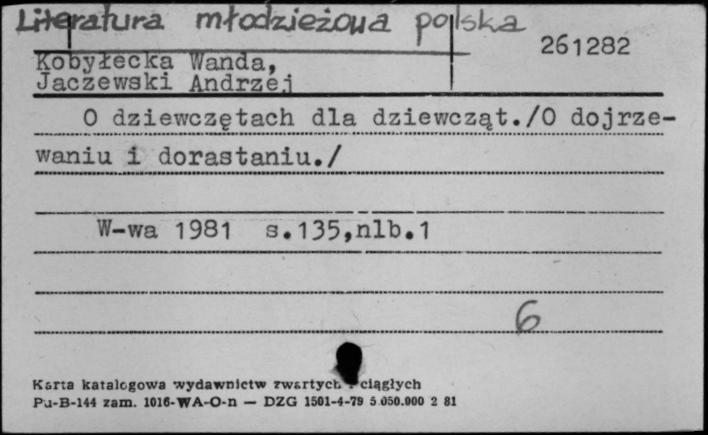 Literatura młodzieżowa polska
261282
Kobyłecka Wanda,
Jaczewski Andrzej
O dziewczętach dla dziewcząt./O dojrze-
waniu i dorastaniu./
W-wa 1981 s.135,nlb.1
6
Karta katalogowa wydawnictw zwartych i ciągłych
Pu-B-144 zam. 1016-WA-O-n — DZG 1501-4-79 5.050.000 2 81